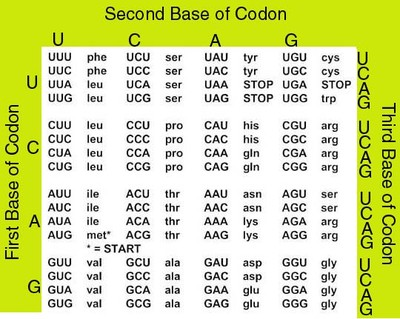 Second Base of Codon
U C A G
First Base of Codon
Third Base of Codon
U
UUU phe UCU ser UAU tyr UGU cys U
UUC phe UCC ser UAC tyr UGC cys C
UUA leu UCA ser UAA STOP UGA STOP A
UUG leu UCG ser UAG STOP UGG trp G
C
CUU leu CCU pro CAU his CGU arg U
CUC leu CCC pro CAC his CGC arg C
CUA leu CCA pro CAA gln CGA arg A
CUG leu CCG pro CAG gln CGG arg G
A
AUU ile ACU thr AAU asn AGU ser U
AUC ile ACC thr AAC asn AGC ser C
AUA ile ACA thr AAA lys AGA arg A
AUG met* ACG thr AAG lys AGG arg G
* = START
G
GUU val GCU ala GAU asp GGU gly U
GUC val GCC ala GAC asp GGC gly C
GUA val GCA ala GAA glu GGA gly A
GUG val GCG ala GAG glu GGG gly G